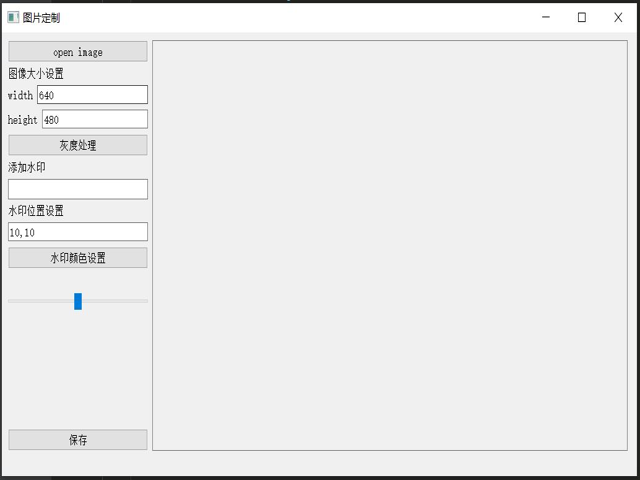 图片定制
open image
图像大小设置
width 640
height 480
灰度处理
添加水印
水印位置设置
10,10
水印颜色设置
保存